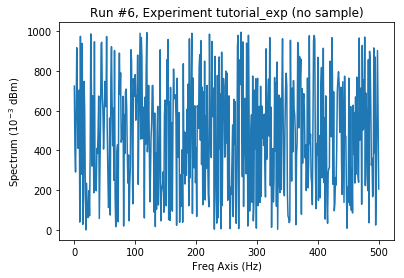 Run #6, Experiment tutorial_exp (no sample)
1000
800
600
400
200
0
Spectrum (10⁻³ dBm)
0 100 200 300 400 500
Freq Axis (Hz)